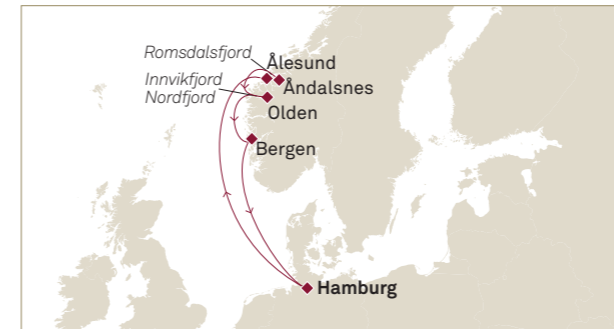 Romsdalsfjord
Ålesund
Innvikfjord
Åndalsnes
Nordfjord
Olden
Bergen
Hamburg